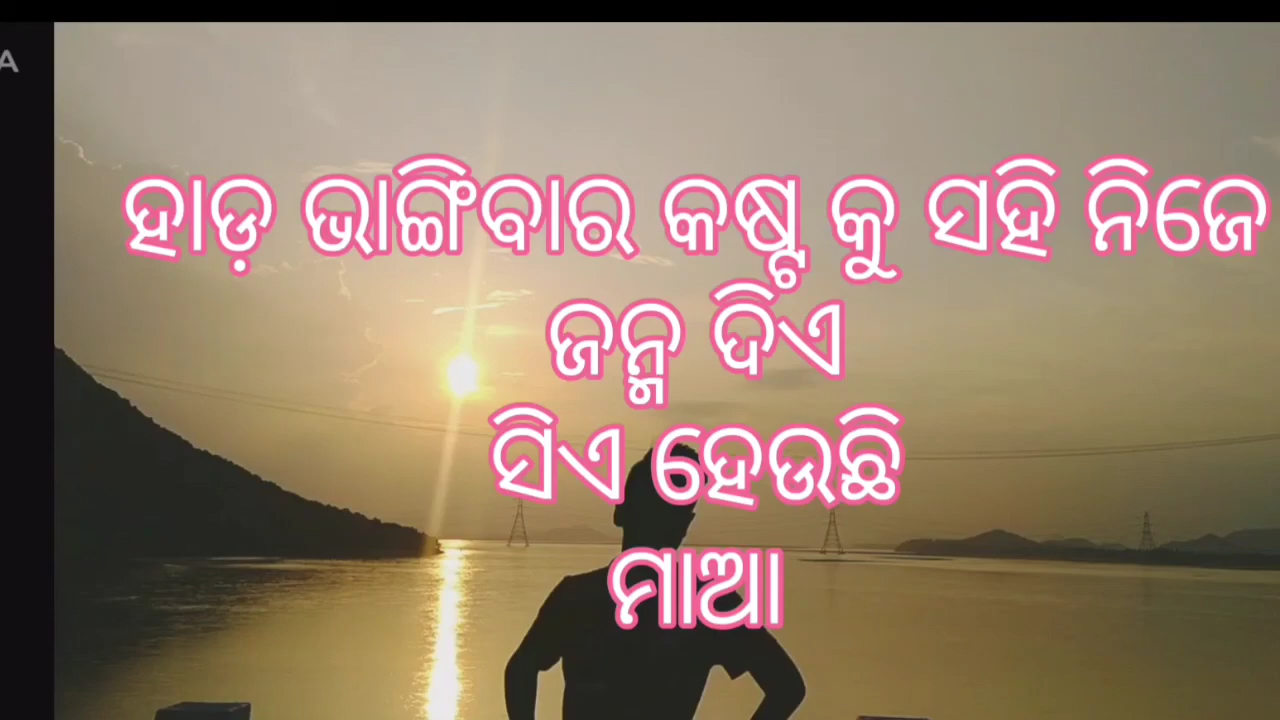 A
ହାଡ଼ ଭାଙ୍ଗିବାର କଷ୍ଟ କୁ ସହି ନିଜେ
ଜନ୍ମ ଦିଏ
ସିଏ ହେଉଛି
ମାଆ